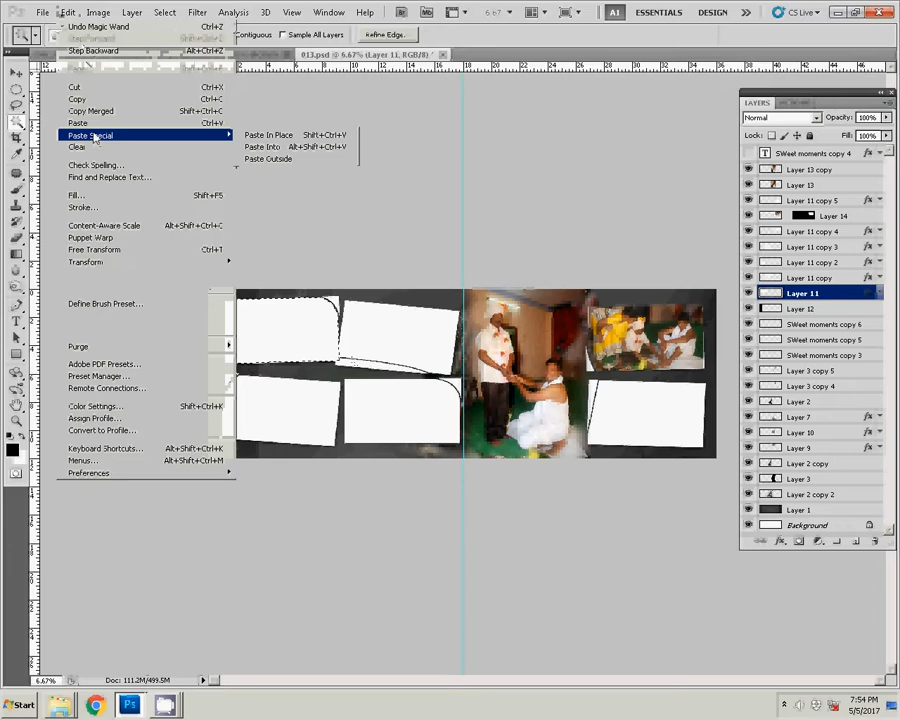 File Edit Image Layer Select Filter Analysis 3D View Window Help 6.67 AI ESSENTIALS DESIGN CS Live
Contiguous Sample All Layers Refine Edge...
013.psd @ 6.67% (Layer 11, RGB/8) *
Undo Magic Wand Ctrl+Z
Step Forward
Step Backward Alt+Ctrl+Z
Cut Ctrl+X
Copy Ctrl+C
Copy Merged Shift+Ctrl+C
Paste Ctrl+V
Paste Special
Clear
Check Spelling...
Find and Replace Text...
Fill... Shift+F5
Stroke...
Content-Aware Scale Alt+Shift+Ctrl+C
Puppet Warp
Free Transform Ctrl+T
Transform
Define Brush Preset...
Purge
Adobe PDF Presets...
Preset Manager...
Remote Connections...
Color Settings... Shift+Ctrl+K
Assign Profile...
Convert to Profile...
Keyboard Shortcuts... Alt+Shift+Ctrl+K
Menus... Alt+Shift+Ctrl+M
Preferences
Paste In Place Shift+Ctrl+V
Paste Into Alt+Shift+Ctrl+V
Paste Outside
LAYERS
Normal Opacity: 100%
Lock: Fill: 100%
SWeet moments copy 4
Layer 13 copy
Layer 13
Layer 11 copy 5
Layer 14
Layer 11 copy 4
Layer 11 copy 3
Layer 11 copy 2
Layer 11 copy
Layer 11
Layer 12
SWeet moments copy 6
SWeet moments copy 5
SWeet moments copy 3
Layer 3 copy 5
Layer 3 copy 4
Layer 2
Layer 7
Layer 10
Layer 9
Layer 2 copy
Layer 3
Layer 2 copy 2
Layer 1
Background
6.67% Doc: 111.2M/499.5M
Start
7:54 PM
5/5/2017